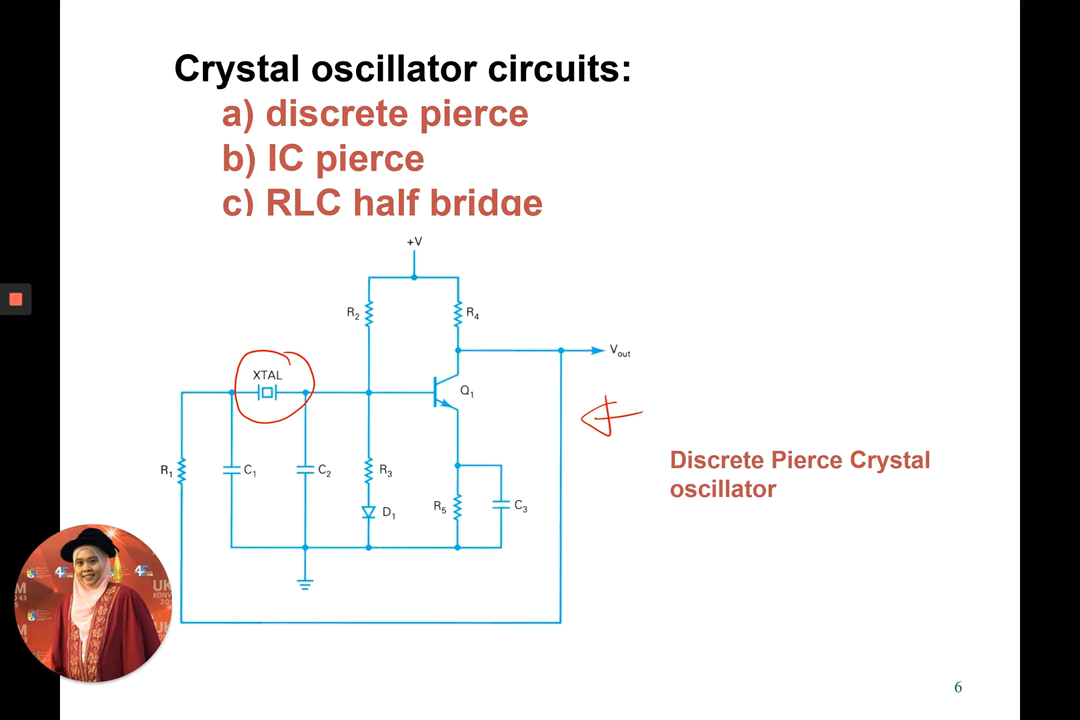 Crystal oscillator circuits:
a) discrete pierce
b) IC pierce
c) RLC half bridge
+V
R2
R4
Vout
XTAL
Q1
R1
C1
C2
R3
D1
R5
C3
Discrete Pierce Crystal
oscillator
6